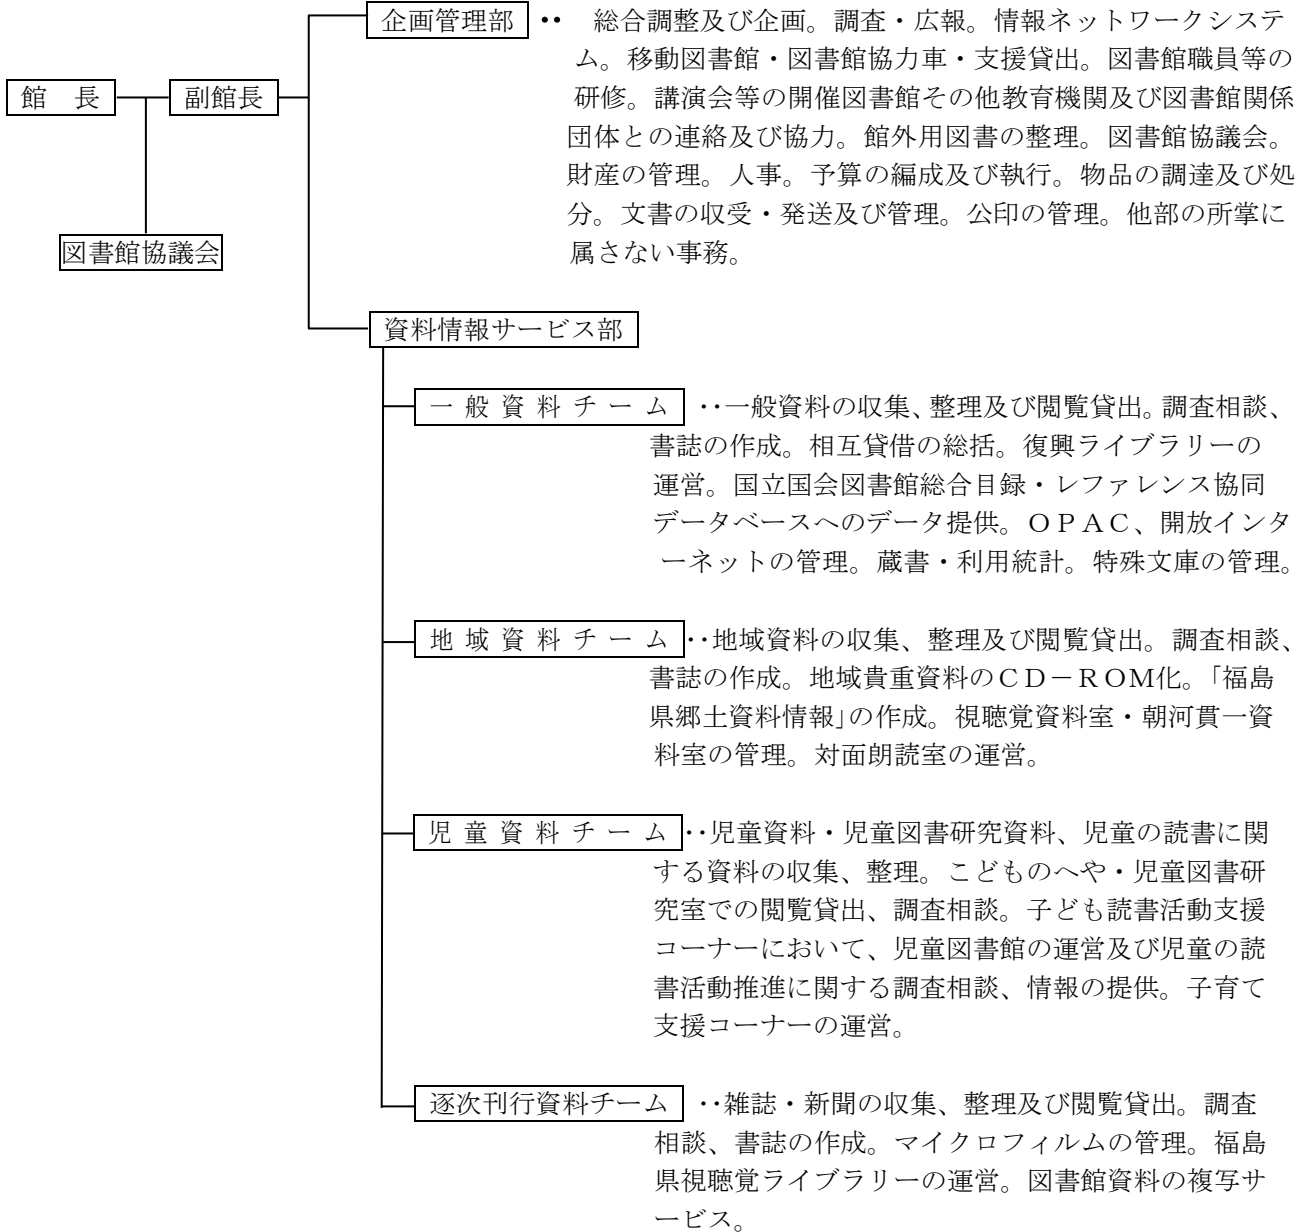 企画管理部 ・・ 総合調整及び企画。調査・広報。情報ネットワークシステ
ム。移動図書館・図書館協力車・支援貸出。図書館職員等の
館　長 副館長 研修。講演会等の開催図書館その他教育機関及び図書館関係
団体との連絡及び協力。館外用図書の整理。図書館協議会。
財産の管理。人事。予算の編成及び執行。物品の調達及び処
分。文書の収受・発送及び管理。公印の管理。他部の所掌に
図書館協議会 属さない事務。
資料情報サービス部
一般資料チーム ・・一般資料の収集、整理及び閲覧貸出。調査相談、
書誌の作成。相互貸借の総括。復興ライブラリーの
運営。国立国会図書館総合目録・レファレンス協同
データベースへのデータ提供。ＯＰＡＣ、開放インタ
ーネットの管理。蔵書・利用統計。特殊文庫の管理。
地域資料チーム ・・地域資料の収集、整理及び閲覧貸出。調査相談、
書誌の作成。地域貴重資料のＣＤ－ＲＯＭ化。「福島
県郷土資料情報」の作成。視聴覚資料室・朝河貫一資
料室の管理。対面朗読室の運営。
児童資料チーム ・・児童資料・児童図書研究資料、児童の読書に関
する資料の収集、整理。こどものへや・児童図書研
究室での閲覧貸出、調査相談。子ども読書活動支援
コーナーにおいて、児童図書館の運営及び児童の読
書活動推進に関する調査相談、情報の提供。子育て
支援コーナーの運営。
逐次刊行資料チーム ・・雑誌・新聞の収集、整理及び閲覧貸出。調査
相談、書誌の作成。マイクロフィルムの管理。福島
県視聴覚ライブラリーの運営。図書館資料の複写サ
ービス。